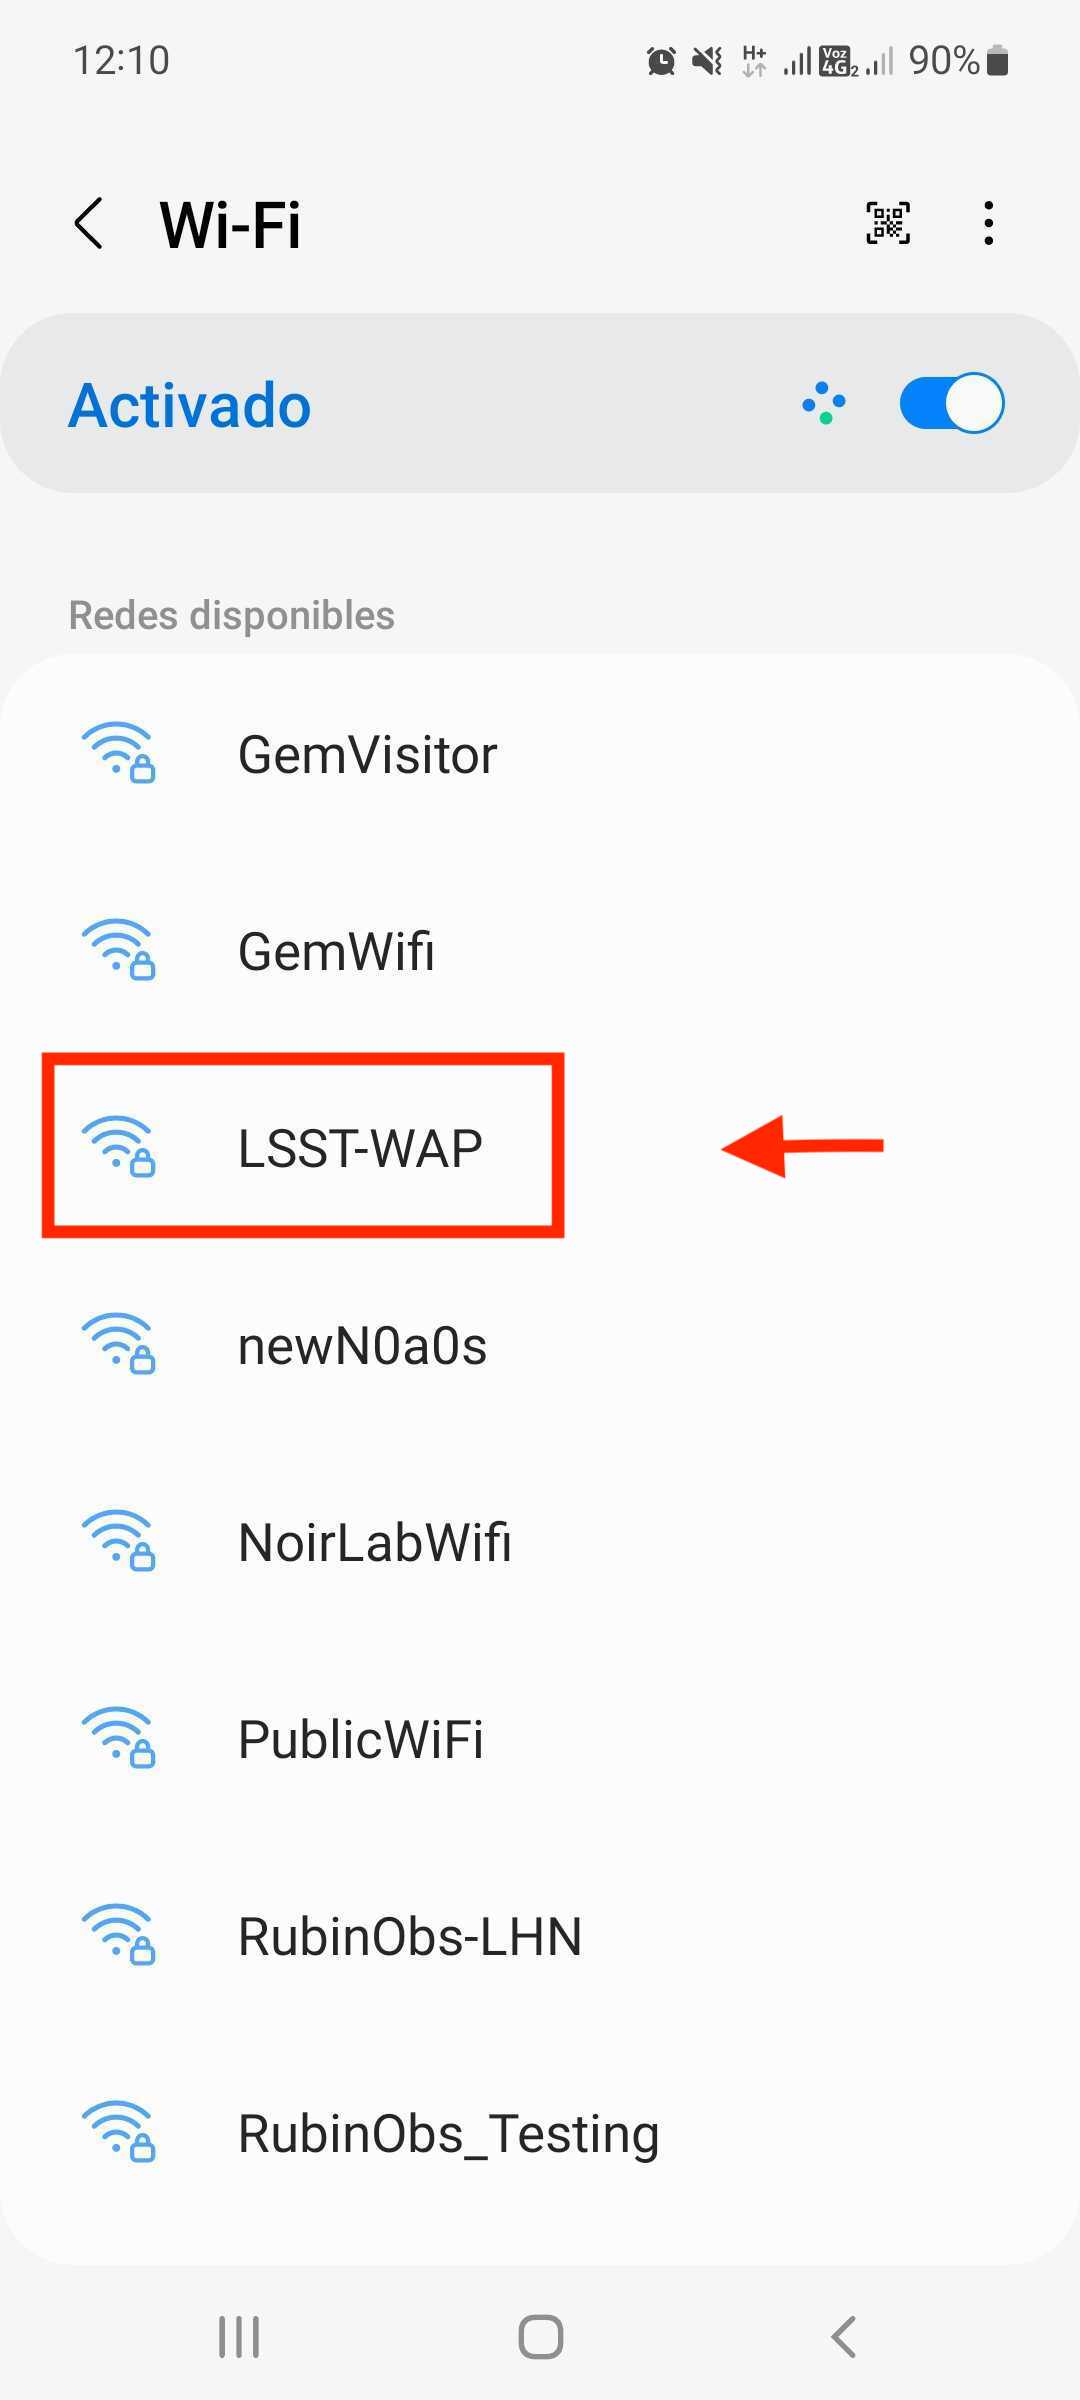 12:10 H+ Voz 4G 2 90%
Wi-Fi
Activado
Redes disponibles
GemVisitor
GemWifi
LSST-WAP
newN0a0s
NoirLabWifi
PublicWiFi
RubinObs-LHN
RubinObs_Testing